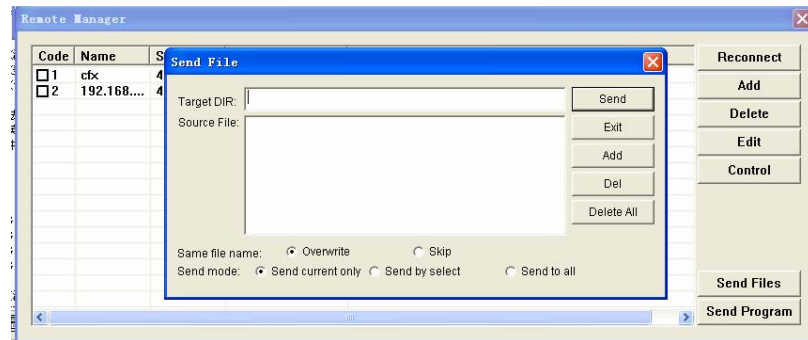 Remote Manager
Code Name S
1 cfx 4
2 192.168.... 4
Send File
Target DIR:
Source File:
Send
Exit
Add
Del
Delete All
Same file name: Overwrite Skip
Send mode: Send current only Send by select Send to all
Reconnect
Add
Delete
Edit
Control
Send Files
Send Program